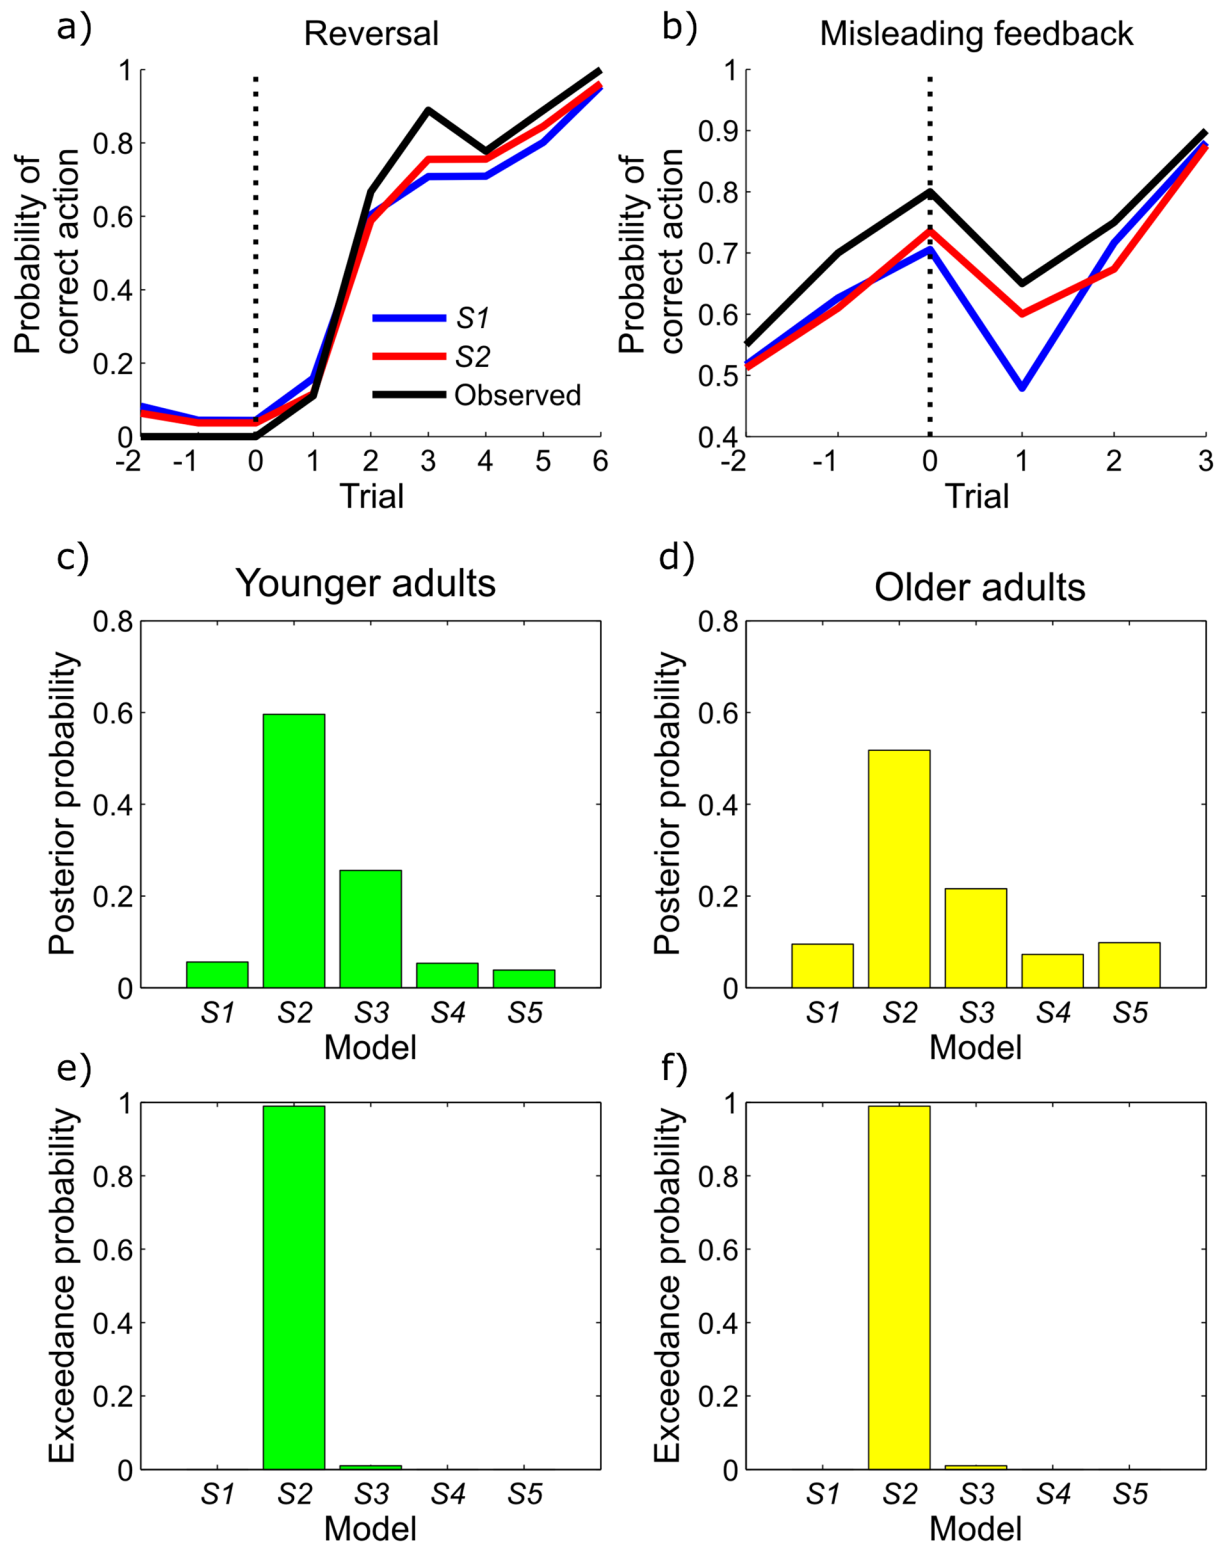 a)
Reversal
Probability of
correct action
1
0.8
0.6
0.4
0.2
0
-2 -1 0 1 2 3 4 5 6
Trial
S1
S2
Observed
b)
Misleading feedback
Probability of
correct action
1
0.9
0.8
0.7
0.6
0.5
0.4
-2 -1 0 1 2 3
Trial
c)
Younger adults
Posterior probability
0.8
0.6
0.4
0.2
0
S1 S2 S3 S4 S5
Model
d)
Older adults
Posterior probability
0.8
0.6
0.4
0.2
0
S1 S2 S3 S4 S5
Model
e)
Exceedance probability
1
0.8
0.6
0.4
0.2
0
S1 S2 S3 S4 S5
Model
f)
Exceedance probability
1
0.8
0.6
0.4
0.2
0
S1 S2 S3 S4 S5
Model